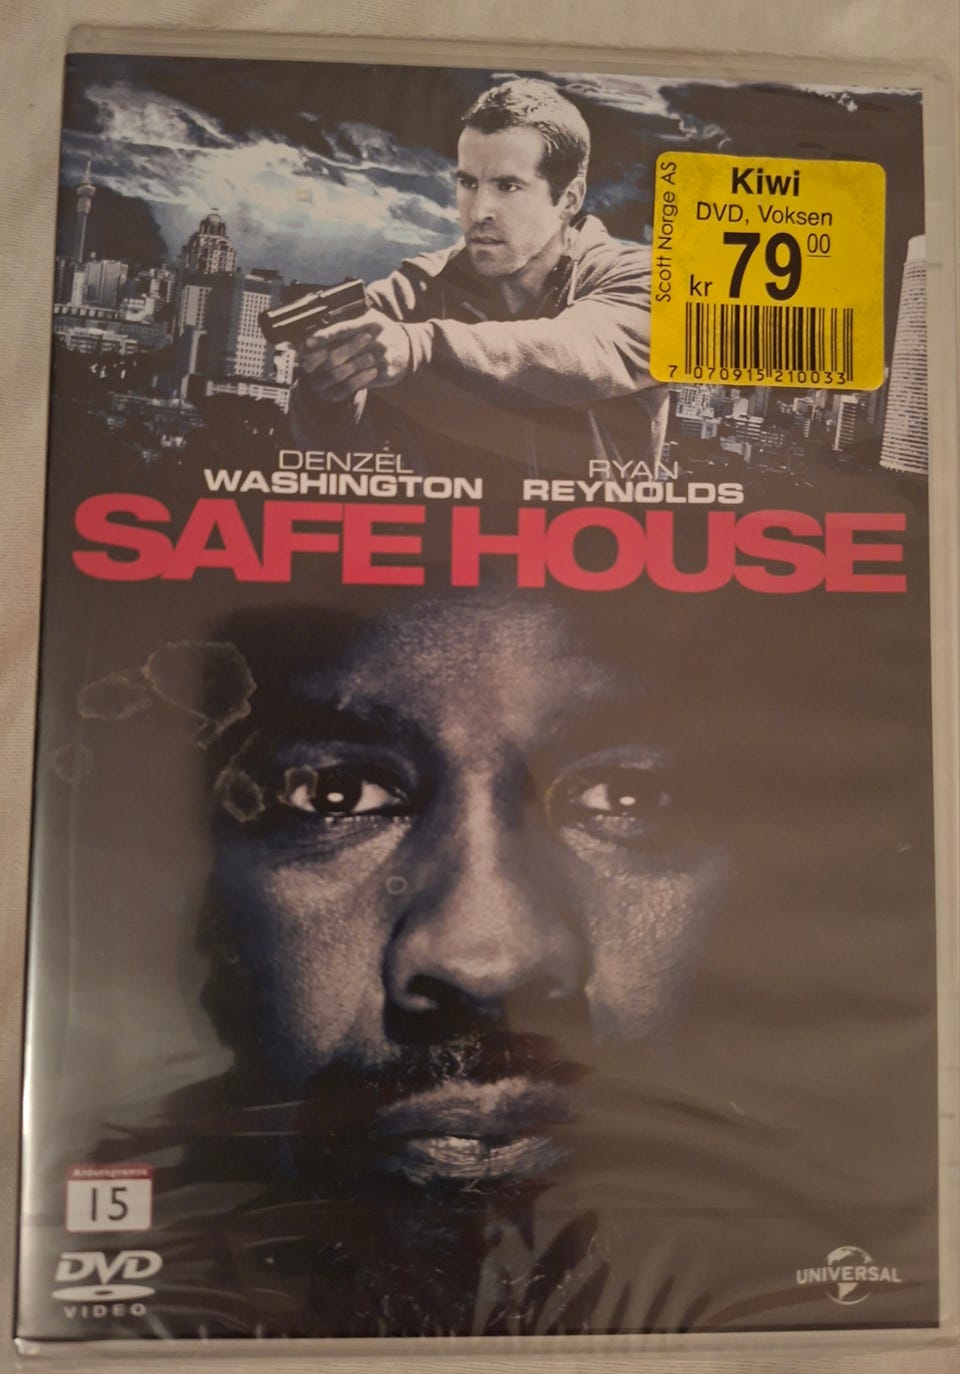 Scott Norge AS
Kiwi
DVD, Voksen
kr 79 00
7 070915 210033
DENZEL
WASHINGTON
RYAN
REYNOLDS
SAFE HOUSE
Aldersgrense
15
DVD
VIDEO
UNIVERSAL